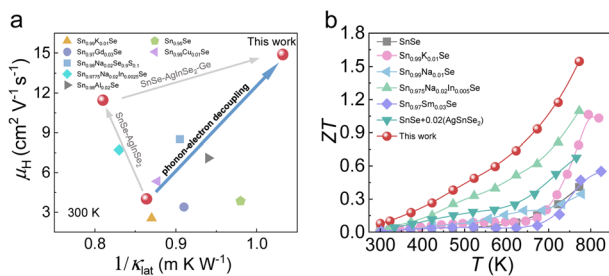 a
Sn0.99K0.01Se
Sn0.97Gd0.03Se
Sn0.98Na0.02Se0.9S0.1
Sn0.9775Na0.02In0.0025Se
Sn0.98Al0.02Se
Sn0.95Se
Sn0.99Cu0.01Se
This work
SnSe-AgInSe2-Ge
SnSe-AgInSe2
phonon-electron decoupling
300 K
μH (cm2 V-1 s-1)
15
12
9
6
3
0.8 0.9 1.0
1/κlat (m K W-1)
b
SnSe
Sn0.99K0.01Se
Sn0.99Na0.01Se
Sn0.975Na0.02In0.005Se
Sn0.97Sm0.03Se
SnSe+0.02(AgSnSe2)
This work
ZT
1.8
1.5
1.2
0.9
0.6
0.3
0.0
300 400 500 600 700 800
T (K)